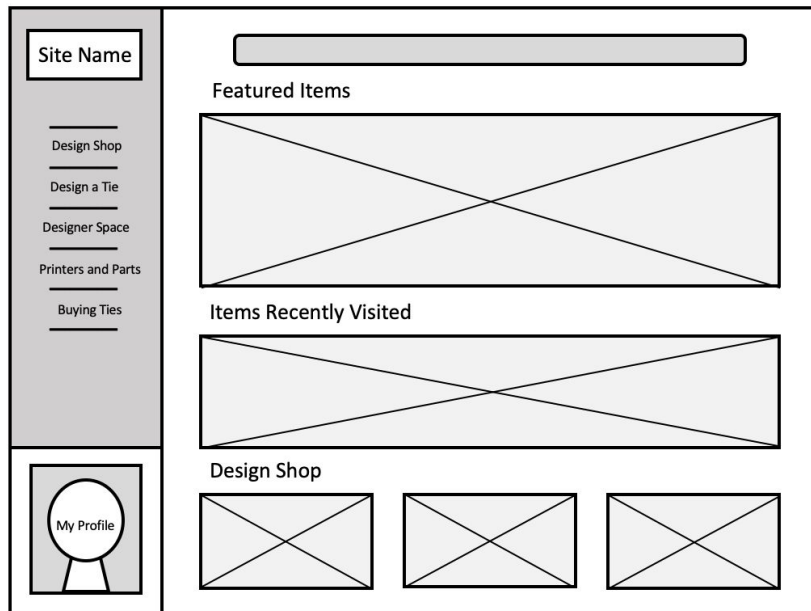 Site Name
Design Shop
Design a Tie
Designer Space
Printers and Parts
Buying Ties
My Profile
Featured Items
Items Recently Visited
Design Shop